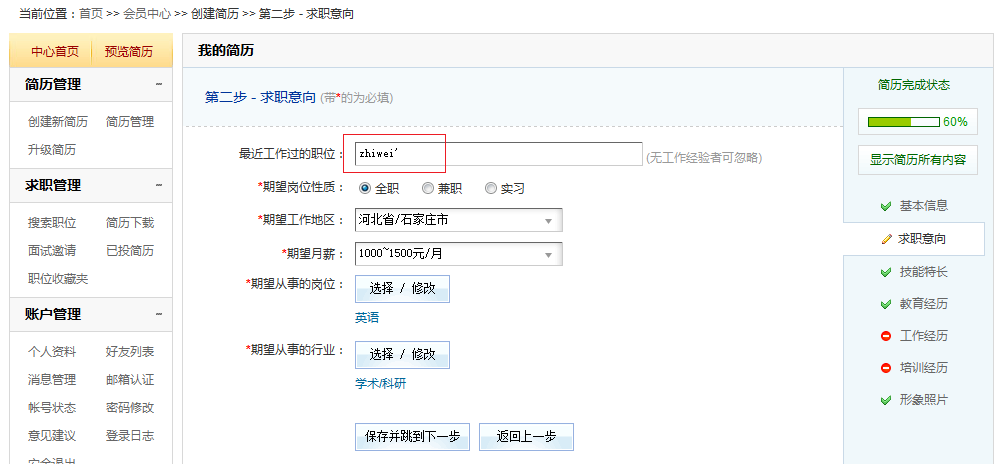 当前位置：首页 >> 会员中心 >> 创建简历 >> 第二步 - 求职意向
中心首页 预览简历
简历管理
创建新简历 简历管理
升级简历
求职管理
搜索职位 简历下载
面试邀请 已投简历
职位收藏夹
账户管理
个人资料 好友列表
消息管理 邮箱认证
帐号状态 密码修改
意见建议 登录日志
安全退出
我的简历
第二步 - 求职意向 (带*的为必填)
最近工作过的职位： zhiwei' (无工作经验者可忽略)
*期望岗位性质： 全职 兼职 实习
*期望工作地区： 河北省/石家庄市
*期望月薪： 1000~1500元/月
*期望从事的岗位： 选择 / 修改
英语
*期望从事的行业： 选择 / 修改
学术/科研
保存并跳到下一步 返回上一步
简历完成状态
60%
显示简历所有内容
基本信息
求职意向
技能特长
教育经历
工作经历
培训经历
形象照片